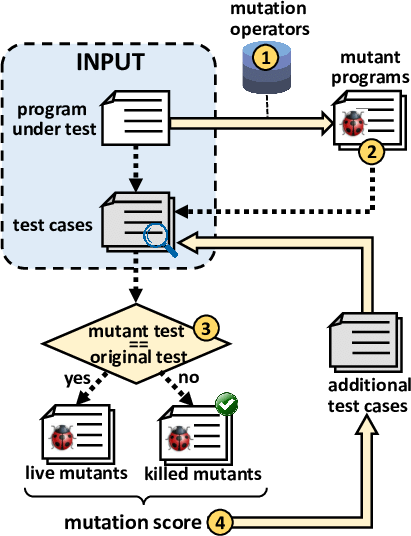 mutation
operators
1
INPUT
mutant
programs
program
under test
2
test cases
mutant test
==
original test
3
yes
no
additional
test cases
live mutants
killed mutants
mutation score
4